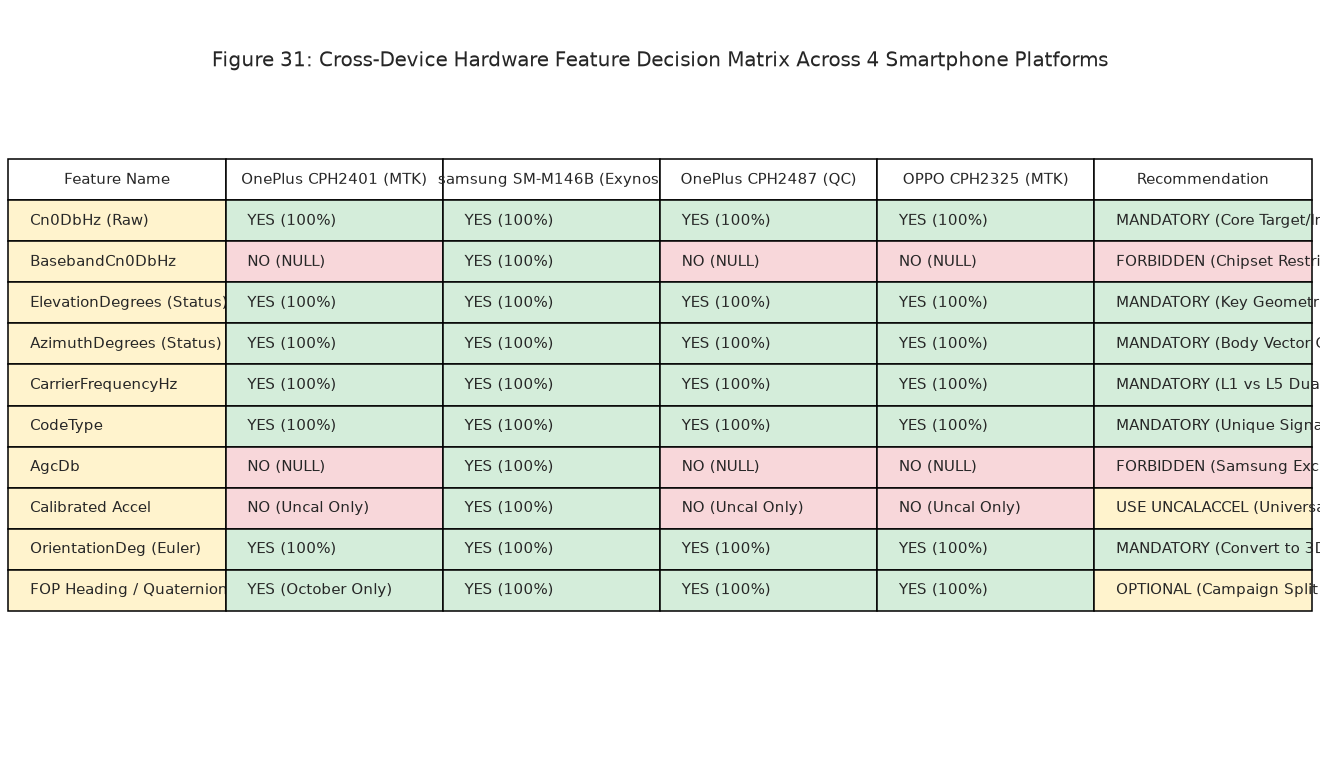 Figure 31: Cross-Device Hardware Feature Decision Matrix Across 4 Smartphone Platforms
Feature Name OnePlus CPH2401 (MTK) samsung SM-M146B (Exynos OnePlus CPH2487 (QC) OPPO CPH2325 (MTK) Recommendation
Cn0DbHz (Raw) YES (100%) YES (100%) YES (100%) YES (100%) MANDATORY (Core Target/
BasebandCn0DbHz NO (NULL) YES (100%) NO (NULL) NO (NULL) FORBIDDEN (Chipset Restri
ElevationDegrees (Status) YES (100%) YES (100%) YES (100%) YES (100%) MANDATORY (Key Geometr
AzimuthDegrees (Status) YES (100%) YES (100%) YES (100%) YES (100%) MANDATORY (Body Vector
CarrierFrequencyHz YES (100%) YES (100%) YES (100%) YES (100%) MANDATORY (L1 vs L5 Dua
CodeType YES (100%) YES (100%) YES (100%) YES (100%) MANDATORY (Unique Signa
AgcDb NO (NULL) YES (100%) NO (NULL) NO (NULL) FORBIDDEN (Samsung Exc
Calibrated Accel NO (Uncal Only) YES (100%) NO (Uncal Only) NO (Uncal Only) USE UNCALACCEL (Universa
OrientationDeg (Euler) YES (100%) YES (100%) YES (100%) YES (100%) MANDATORY (Convert to 3D
FOP Heading / Quaternion YES (October Only) YES (100%) YES (100%) YES (100%) OPTIONAL (Campaign Split